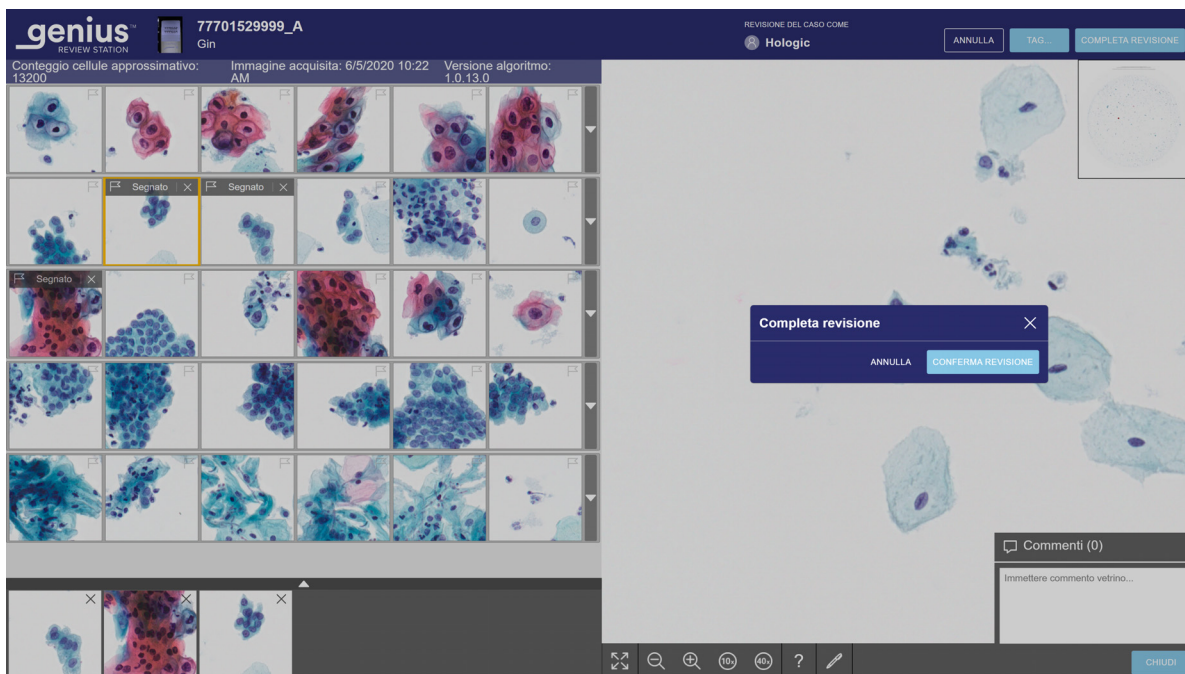 genius™
REVIEW STATION
77701529999_A
Gin
REVISIONE DEL CASO COME
Hologic
ANNULLA
TAG...
COMPLETA REVISIONE
Conteggio cellule approssimativo:
13200
Immagine acquisita: 6/5/2020 10:22
AM
Versione algoritmo:
1.0.13.0
Segnato
Segnato
Segnato
Completa revisione
ANNULLA
CONFERMA REVISIONE
Commenti (0)
Immettere commento vetrino...
10x
40x
?
CHIUDI